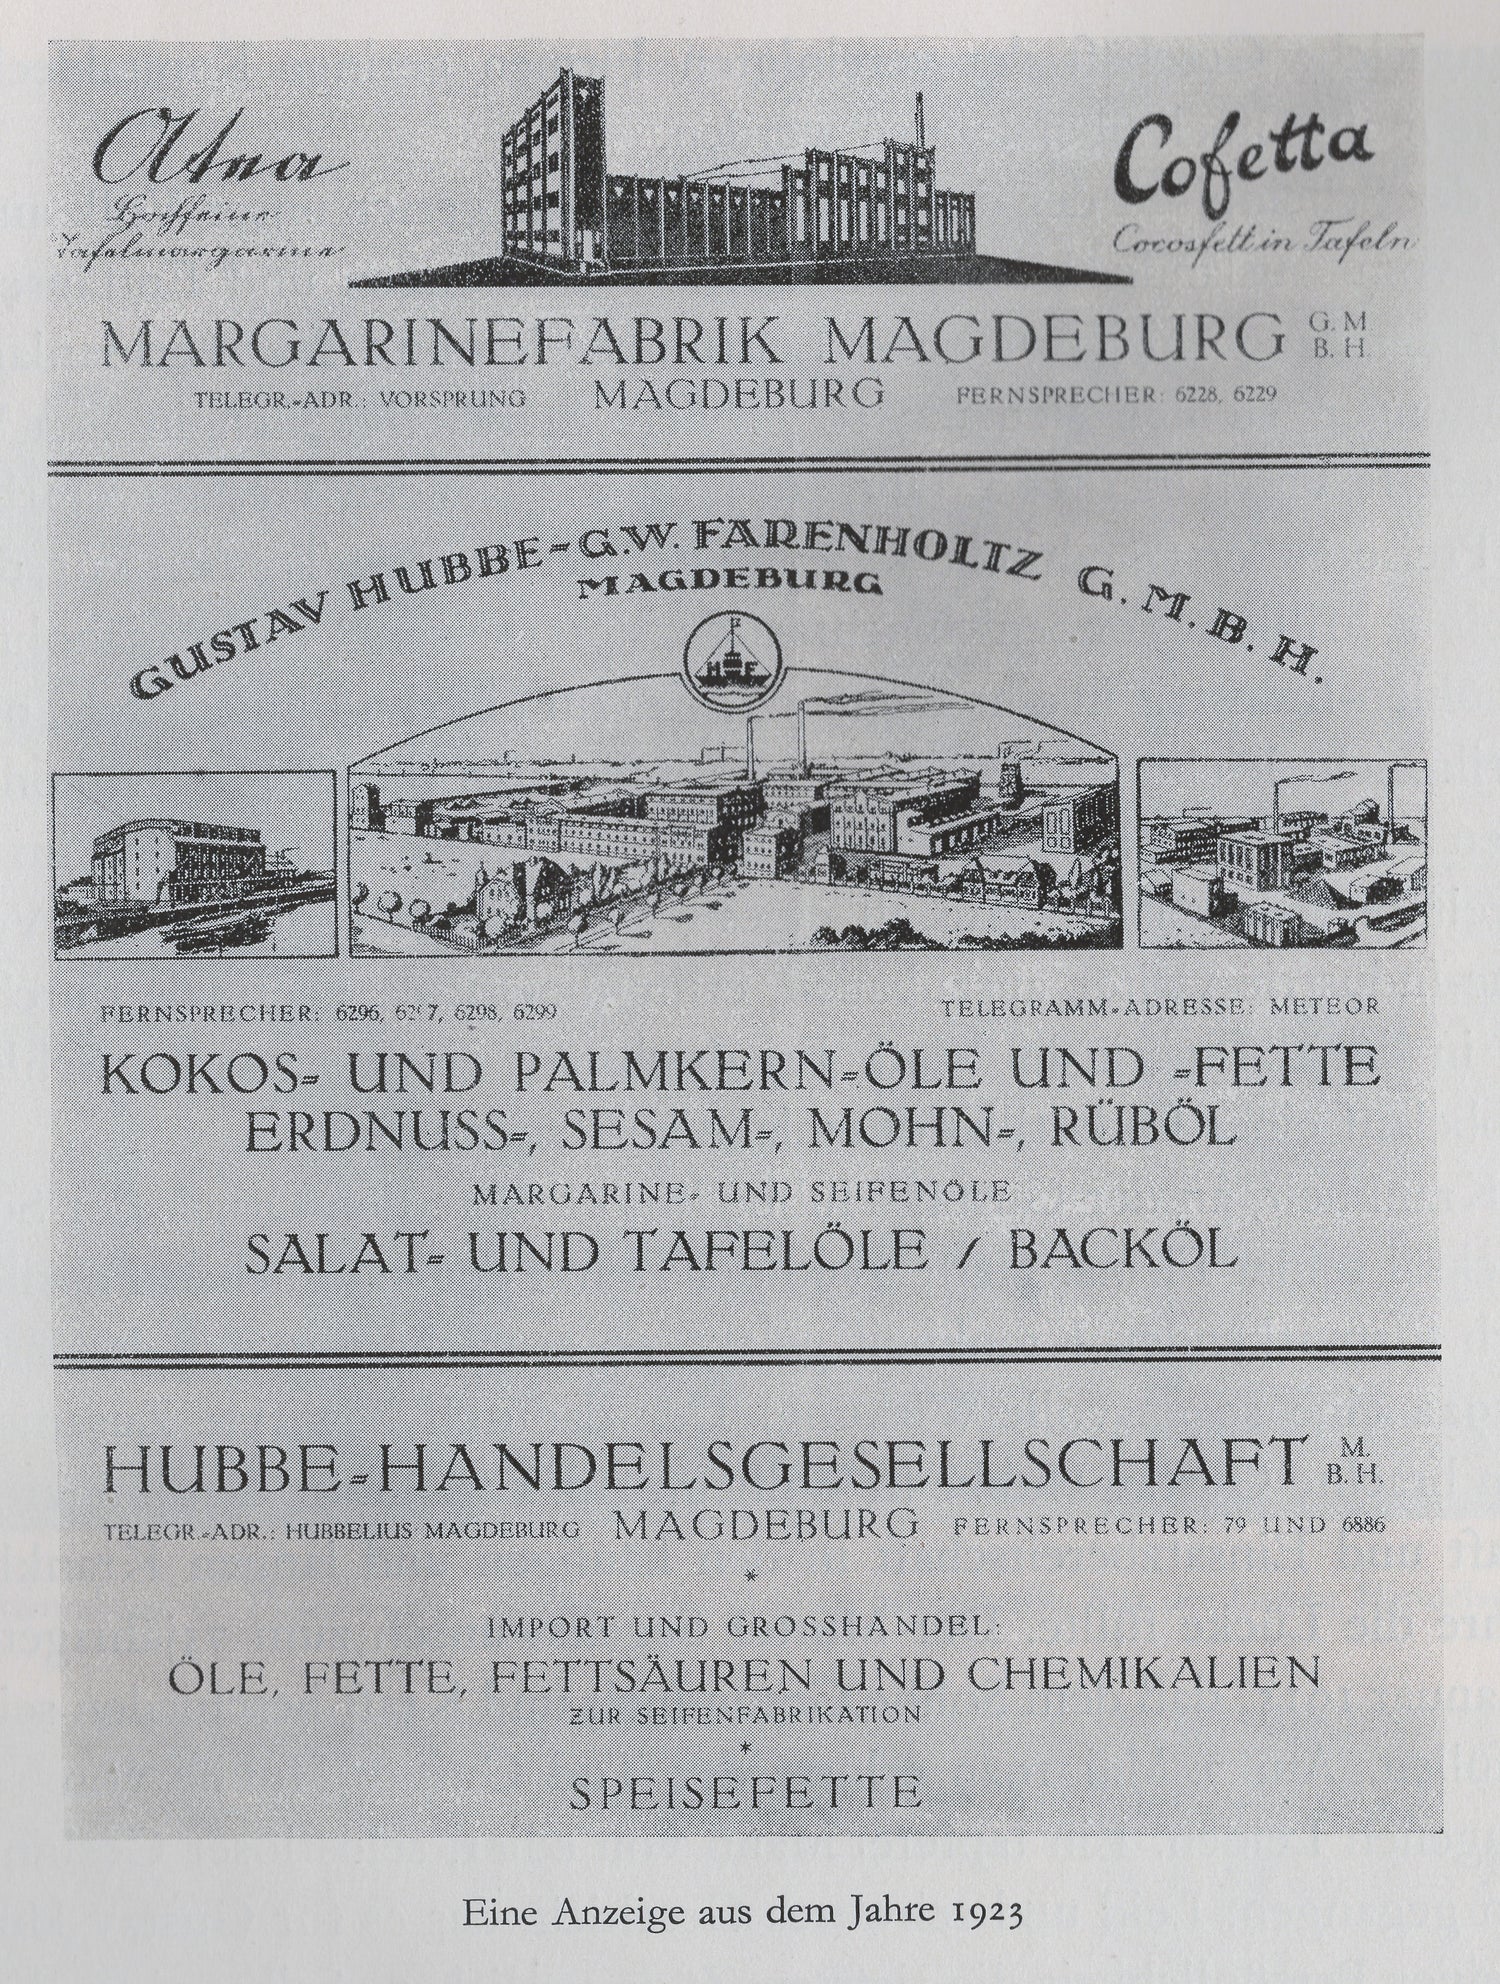 Atna
Hochfeine
Tafelmargarine
Cofetta
Cocosfett in Tafeln
MARGARINEFABRIK MAGDEBURG G. M. B. H.
TELEGR.-ADR.: VORSPRUNG MAGDEBURG FERNSPRECHER: 6228, 6229
GUSTAV HUBBE-G.W. FARENHOLTZ G.M.B.H.
MAGDEBURG
H F
FERNSPRECHER: 6296, 6298, 6299 TELEGRAMM-ADRESSE: METEOR
KOKOS- UND PALMKERN-ÖLE UND -FETTE
ERDNUSS-, SESAM-, MOHN-, RÜBÖL
MARGARINE- UND SEIFENÖLE
SALAT- UND TAFELÖLE / BACKÖL
HUBBE-HANDELSGESELLSCHAFT M. B. H.
TELEGR.-ADR.: HUBBELIUS MAGDEBURG MAGDEBURG FERNSPRECHER: 79 UND 6886
*
IMPORT UND GROSSHANDEL:
ÖLE, FETTE, FETTSÄUREN UND CHEMIKALIEN
ZUR SEIFENFABRIKATION
*
SPEISEFETTE
Eine Anzeige aus dem Jahre 1923